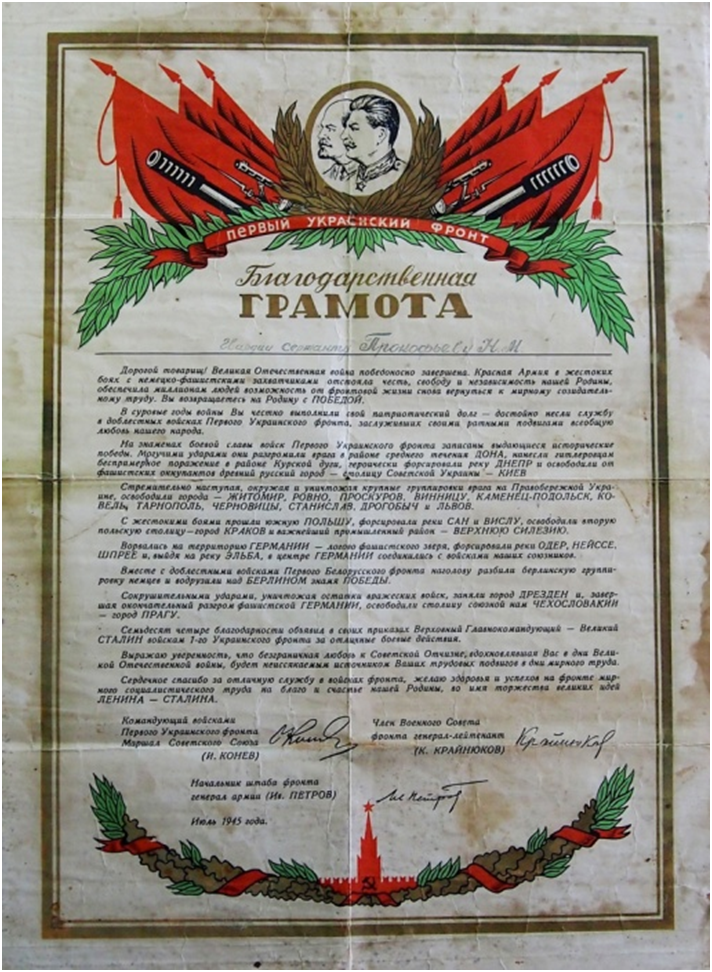 ПЕРВЫЙ УКРАИНСКИЙ ФРОНТ
Благодарственная
ГРАМОТА
Гвардии сержанту Прокофьеву Н. И
Дорогой товарищ! Великая Отечественная война победоносно завершена. Красная Армия в жестоких
боях с немецко-фашистскими захватчиками отстояла честь, свободу и независимость нашей Родины,
обеспечила миллионам людей возможность от фронтовой жизни снова вернуться к мирному созидатель-
ному труду. Вы возвращаетесь на Родину с ПОБЕДОЙ.
В суровые годы войны Вы честно выполнили свой патриотический долг — достойно несли службу
в доблестных войсках Первого Украинского фронта, заслуживших своими ратными подвигами всеобщую
любовь нашего народа.
На знаменах боевой славы войск Первого Украинского фронта записаны выдающиеся исторические
победы. Могучими ударами они разгромили врага в районе среднего течения ДОНА, нанесли гитлеровцам
беспримерное поражение в районе Курской дуги, героически форсировали реку ДНЕПР и освободили от
фашистских оккупантов древний русский город — столицу Советской Украины — КИЕВ
Стремительно наступая, окружая и уничтожая крупные группировки врага на Правобережной Укра-
ине, освободили города — ЖИТОМИР, РОВНО, ПРОСКУРОВ, ВИННИЦУ, КАМЕНЕЦ-ПОДОЛЬСК, КО-
ВЕЛЬ, ТАРНОПОЛЬ, ЧЕРНОВИЦЫ, СТАНИСЛАВ, ДРОГОБЫЧ и ЛЬВОВ.
С жестокими боями прошли южную ПОЛЬШУ, форсировали реки САН и ВИСЛУ, освободили вторую
польскую столицу—город КРАКОВ и важнейший промышленный район — ВЕРХНЮЮ СИЛЕЗИЮ.
Ворвались на территорию ГЕРМАНИИ — логово фашистского зверя, форсировали реки ОДЕР, НЕЙССЕ,
ШПРЕЕ и, выйдя на реку ЭЛЬБА, в центре ГЕРМАНИИ соединились с войсками наших союзников.
Вместе с доблестными войсками Первого Белорусского фронта наголову разбили берлинскую группи-
ровку немцев и водрузили над БЕРЛИНОМ знамя ПОБЕДЫ.
Сокрушительными ударами, уничтожая остатки вражеских войск, заняли город ДРЕЗДЕН и, завер-
шая окончательный разгром фашистской ГЕРМАНИИ, освободили столицу союзной нам ЧЕХОСЛОВАКИИ
— город ПРАГУ.
Семьдесят четыре благодарности объявил в своих приказах Верховный Главнокомандующий — Великий
СТАЛИН войскам 1-го Украинского фронта за отличные боевые действия.
Выражаю уверенность, что безграничная любовь к Советской Отчизне, вдохновлявшая Вас в дни Вели-
кой Отечественной войны, будет неиссякаемым источником Ваших трудовых подвигов в дни мирного труда.
Сердечное спасибо за отличную службу в войсках фронта, желаю здоровья и успехов на фронте мир-
ного социалистического труда на благо и счастье нашей Родины, во имя торжества великих идей
ЛЕНИНА — СТАЛИНА.
Командующий войсками
Первого Украинского фронта
Маршал Советского Союза
(И. КОНЕВ)
Член Военного Совета
фронта генерал-лейтенант
(К. КРАЙНЮКОВ)
Крайнюков
Начальник штаба фронта
генерал армии (Ив. ПЕТРОВ)
Ив Петров
Июль 1945 года.